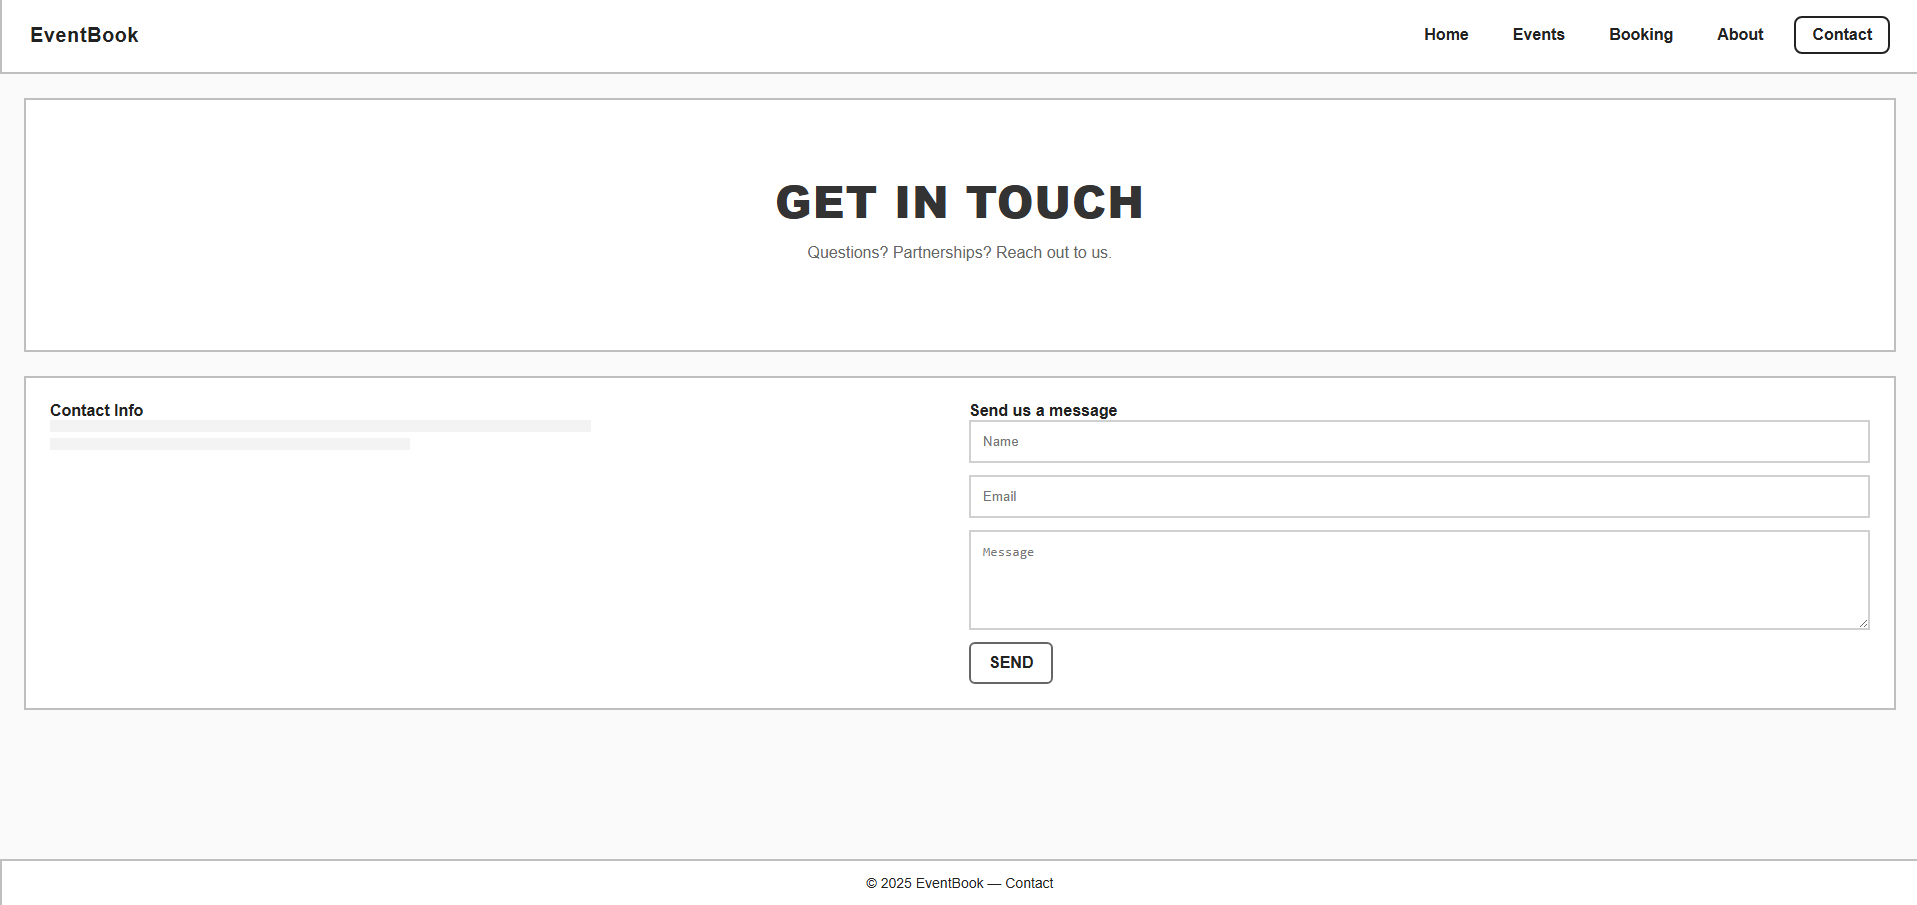 EventBook
Home Events Booking About Contact
GET IN TOUCH
Questions? Partnerships? Reach out to us.
Contact Info
Send us a message
Name
Email
Message
SEND
© 2025 EventBook — Contact